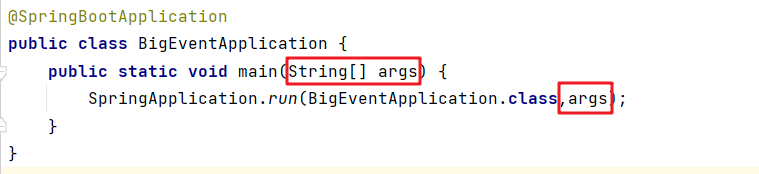 @SpringBootApplication
public class BigEventApplication {
    public static void main(String[] args) {
        SpringApplication.run(BigEventApplication.class,args);
    }
}